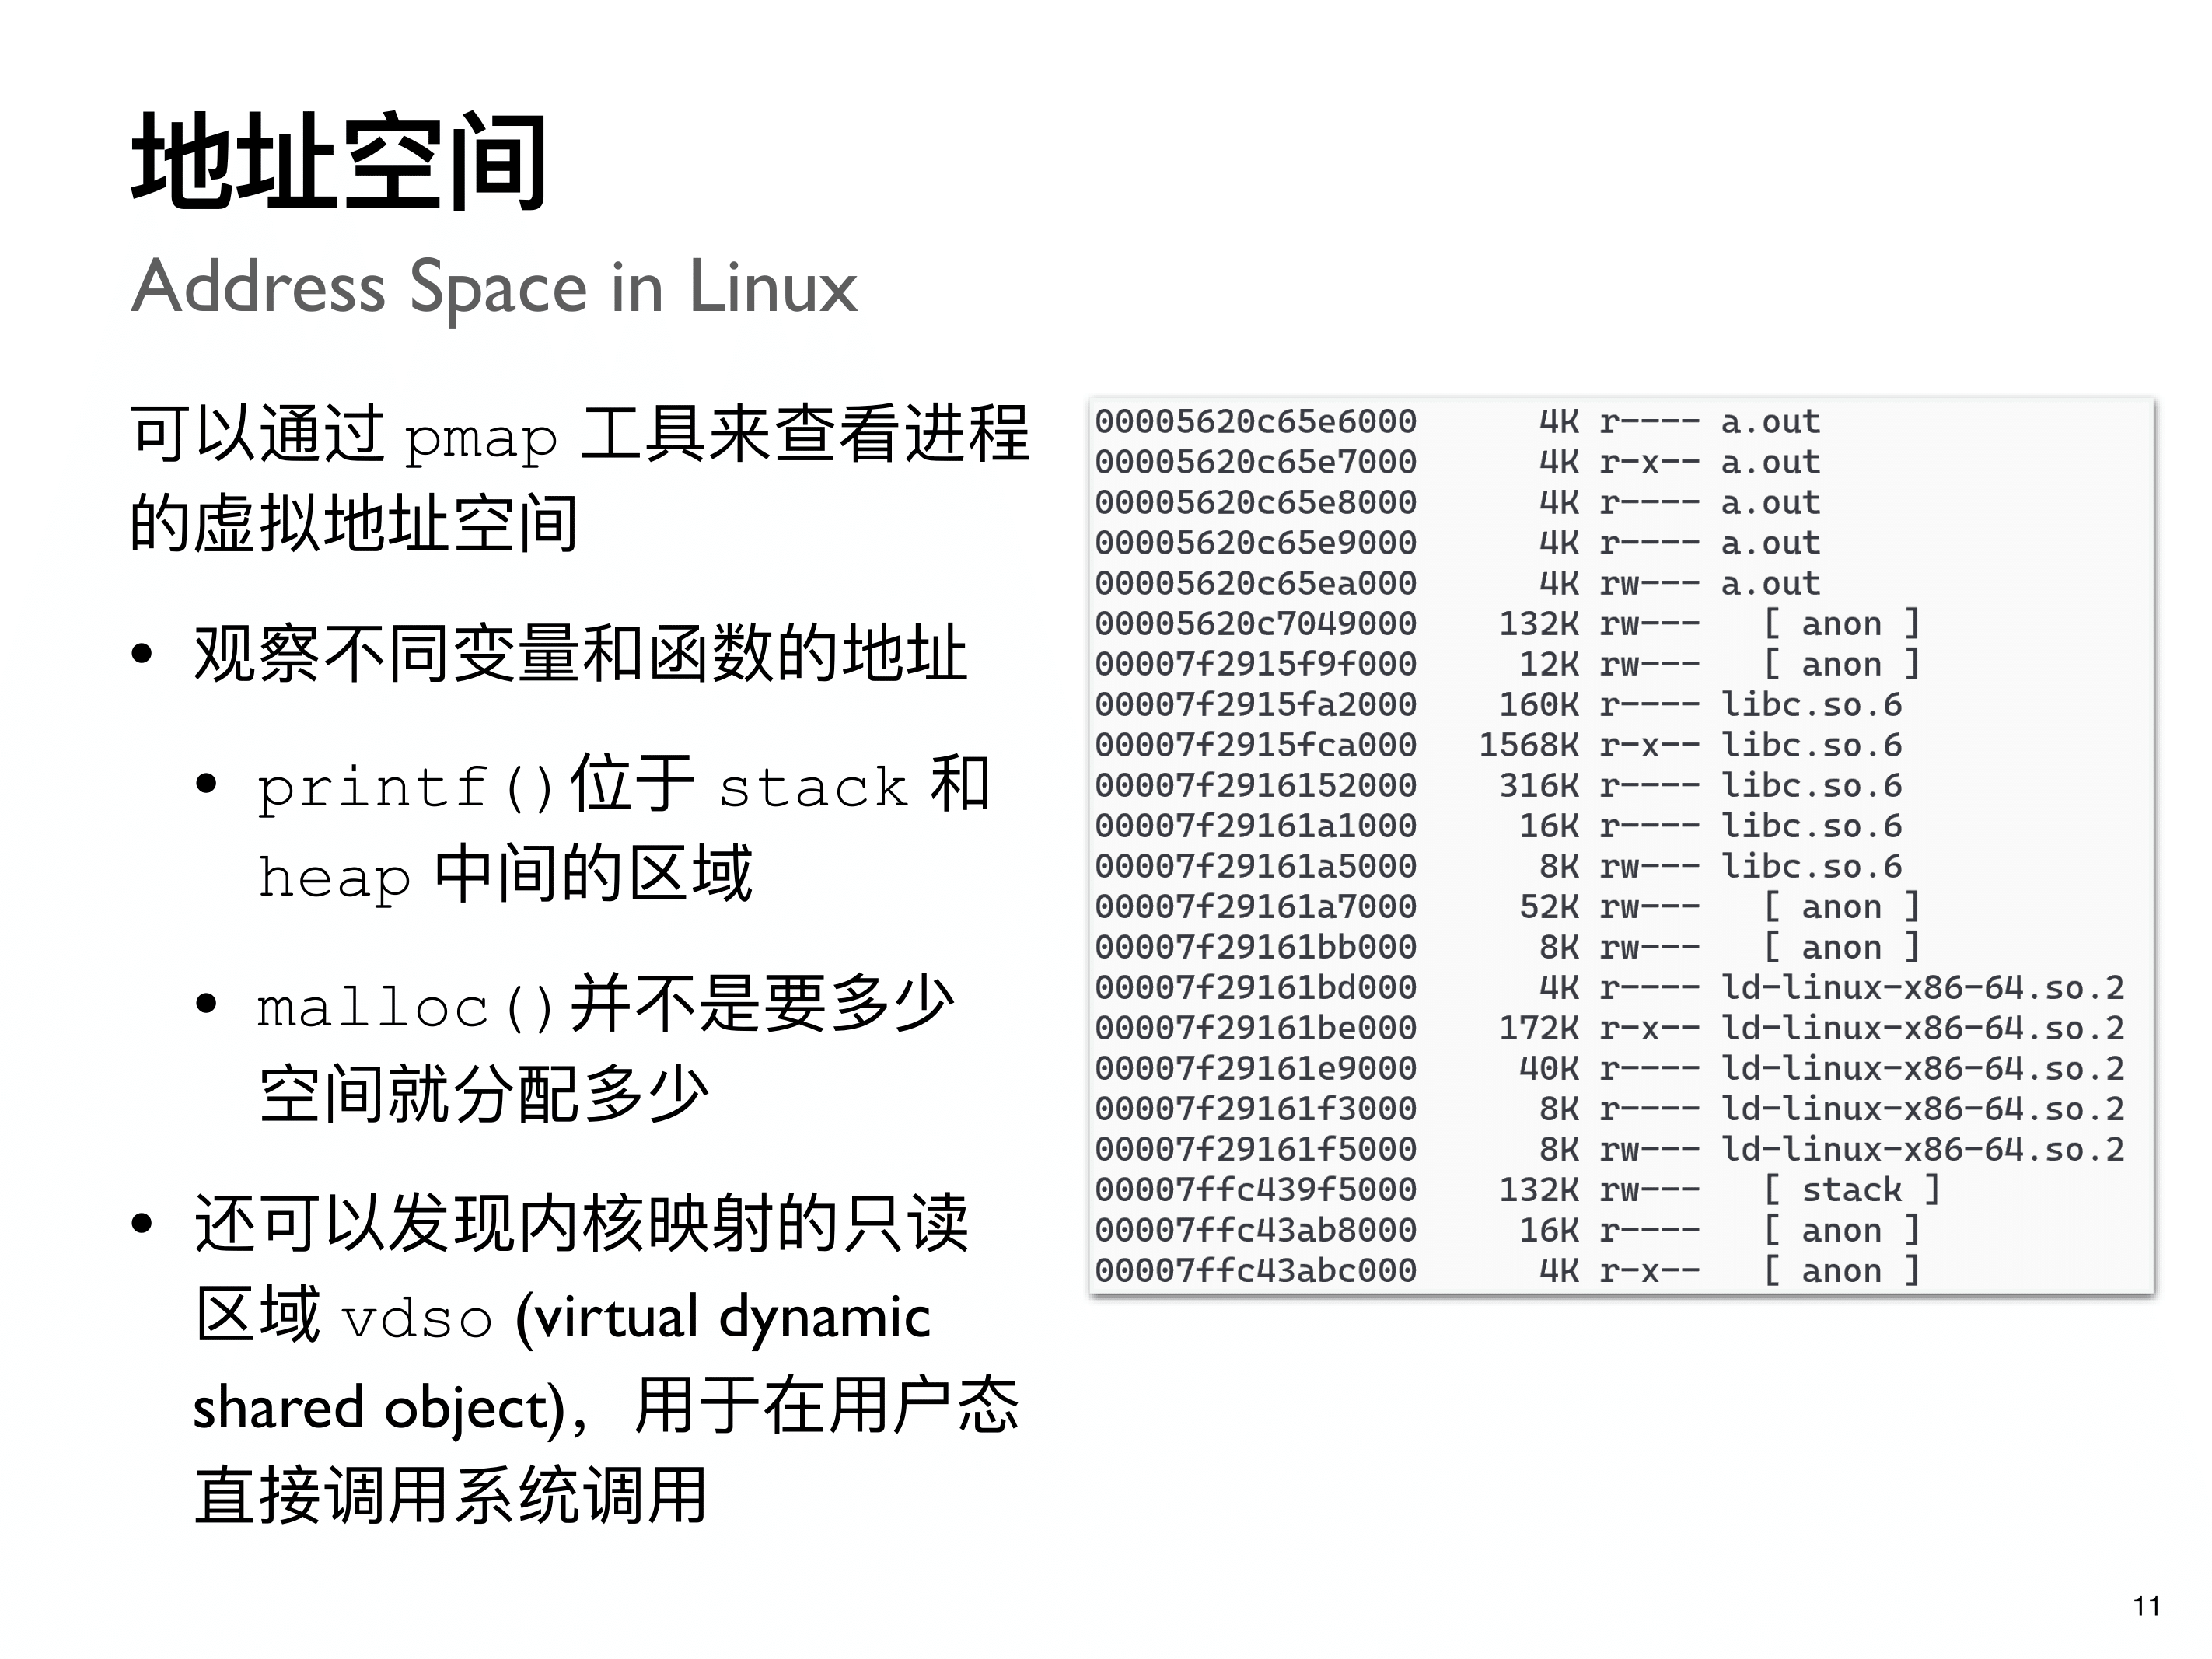 地址空间
Address Space in Linux
可以通过 pmap 工具来查看进程
的虚拟地址空间
• 观察不同变量和函数的地址
• printf()位于 stack 和
heap 中间的区域
• malloc()并不是要多少
空间就分配多少
• 还可以发现内核映射的只读
区域 vdso (virtual dynamic
shared object)，用于在用户态
直接调用系统调用
00005620c65e6000 4K r---- a.out
00005620c65e7000 4K r-x-- a.out
00005620c65e8000 4K r---- a.out
00005620c65e9000 4K r---- a.out
00005620c65ea000 4K rw--- a.out
00005620c7049000 132K rw--- [ anon ]
00007f2915f9f000 12K rw--- [ anon ]
00007f2915fa2000 160K r---- libc.so.6
00007f2915fca000 1568K r-x-- libc.so.6
00007f2916152000 316K r---- libc.so.6
00007f29161a1000 16K r---- libc.so.6
00007f29161a5000 8K rw--- libc.so.6
00007f29161a7000 52K rw--- [ anon ]
00007f29161bb000 8K rw--- [ anon ]
00007f29161bd000 4K r---- ld-linux-x86-64.so.2
00007f29161be000 172K r-x-- ld-linux-x86-64.so.2
00007f29161e9000 40K r---- ld-linux-x86-64.so.2
00007f29161f3000 8K r---- ld-linux-x86-64.so.2
00007f29161f5000 8K rw--- ld-linux-x86-64.so.2
00007ffc439f5000 132K rw--- [ stack ]
00007ffc43ab8000 16K r---- [ anon ]
00007ffc43abc000 4K r-x-- [ anon ]
11